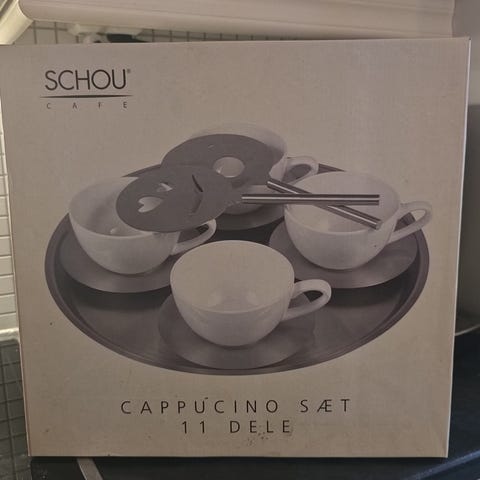 SCHOU®
CAFE
CAPPUCINO SÆT
11 DELE